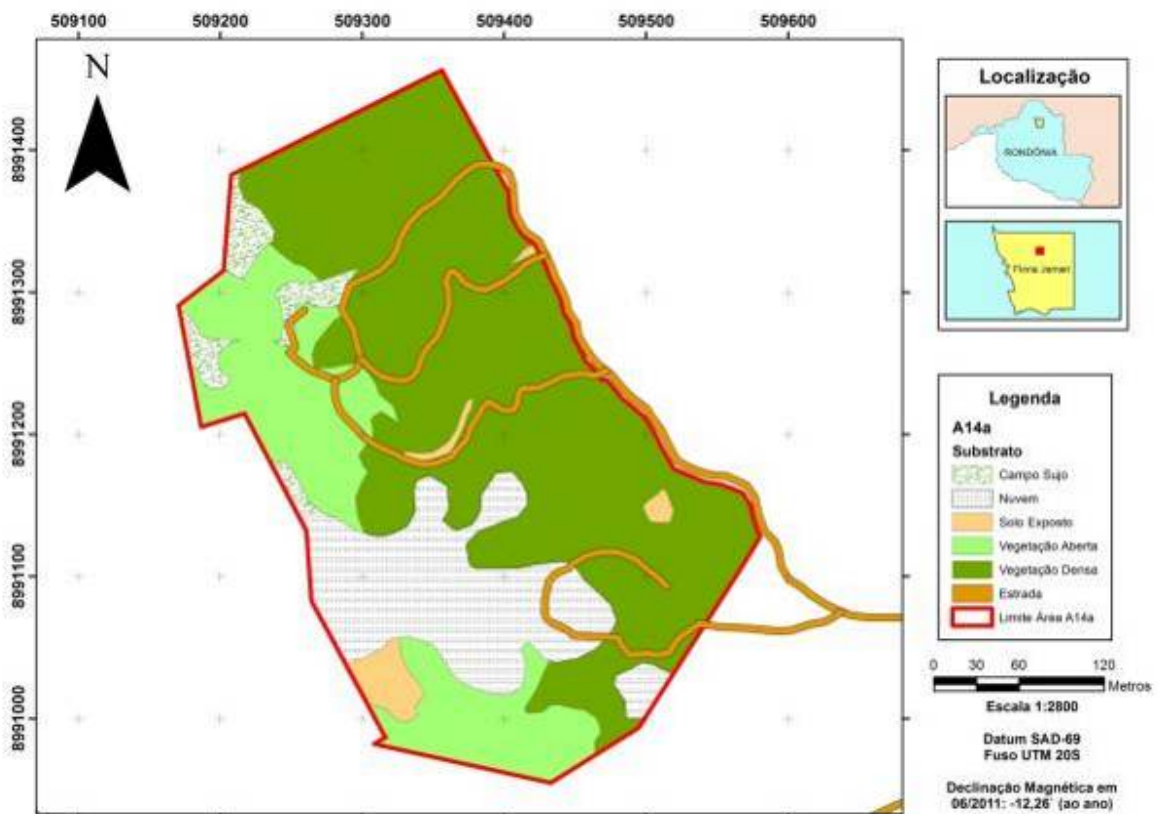 509100 509200 509300 509400 509500 509600
N
8991400
8991300
8991200
8991100
8991000
Localização
RONDÔNIA
Flona Jamari
Legenda
A14a
Substrato
Campo Sujo
Nuvem
Solo Exposto
Vegetação Aberta
Vegetação Densa
Estrada
Limite Área A14a
0 30 60 120
Metros
Escala 1:2800
Datum SAD-69
Fuso UTM 20S
Declinação Magnética em
06/2011: -12,26` (ao ano)